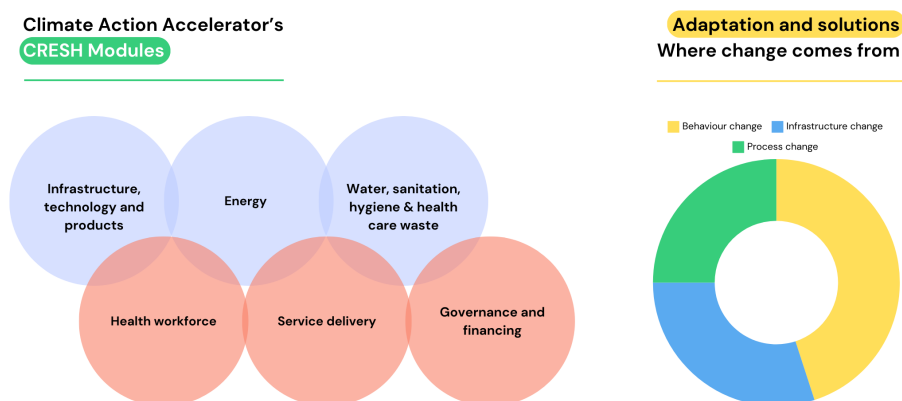 Climate Action Accelerator’s
CRESH Modules
Infrastructure,
technology and
products
Energy
Water, sanitation,
hygiene & health
care waste
Health workforce
Service delivery
Governance and
financing
Adaptation and solutions
Where change comes from
Behaviour change
Infrastructure change
Process change